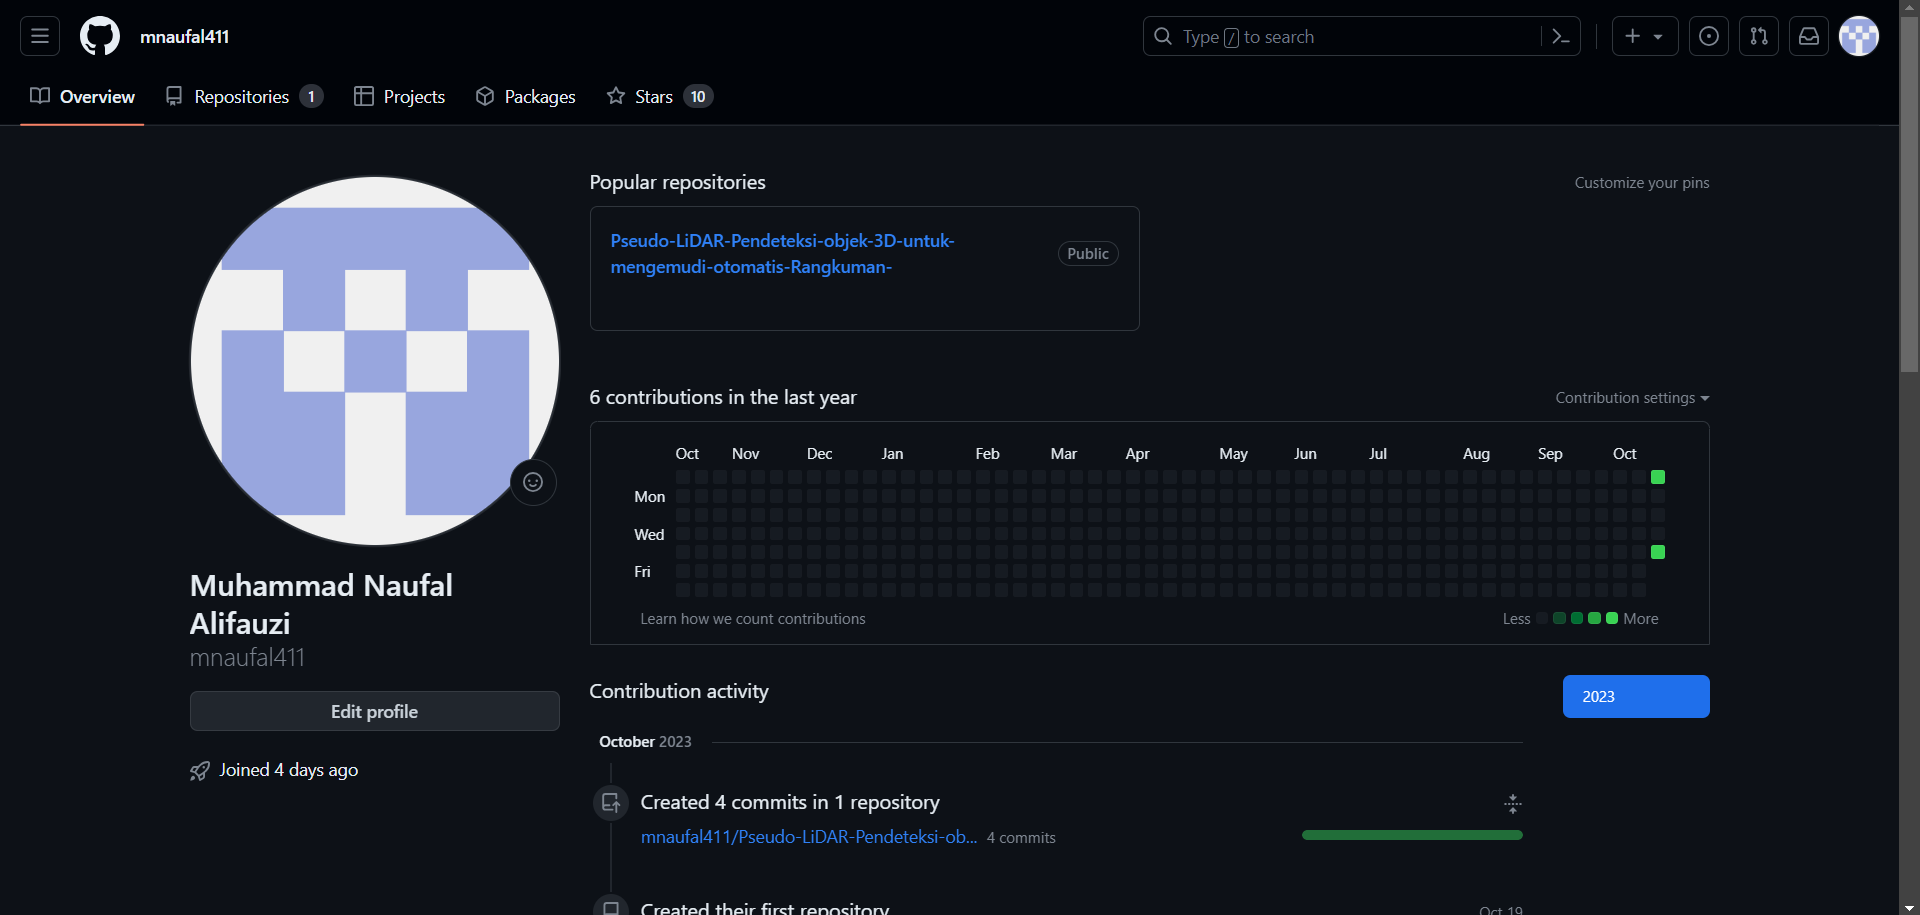 mnaufal411
Type / to search
Overview
Repositories 1
Projects
Packages
Stars 10
Popular repositories
Customize your pins
Pseudo-LiDAR-Pendeteksi-objek-3D-untuk-
mengemudi-otomatis-Rangkuman-
Public
6 contributions in the last year
Contribution settings
Oct Nov Dec Jan Feb Mar Apr May Jun Jul Aug Sep Oct
Mon
Wed
Fri
Learn how we count contributions
Less More
Muhammad Naufal
Alifauzi
mnaufal411
Edit profile
Joined 4 days ago
Contribution activity
2023
October 2023
Created 4 commits in 1 repository
mnaufal411/Pseudo-LiDAR-Pendeteksi-ob... 4 commits
Created their first repository
Oct 19